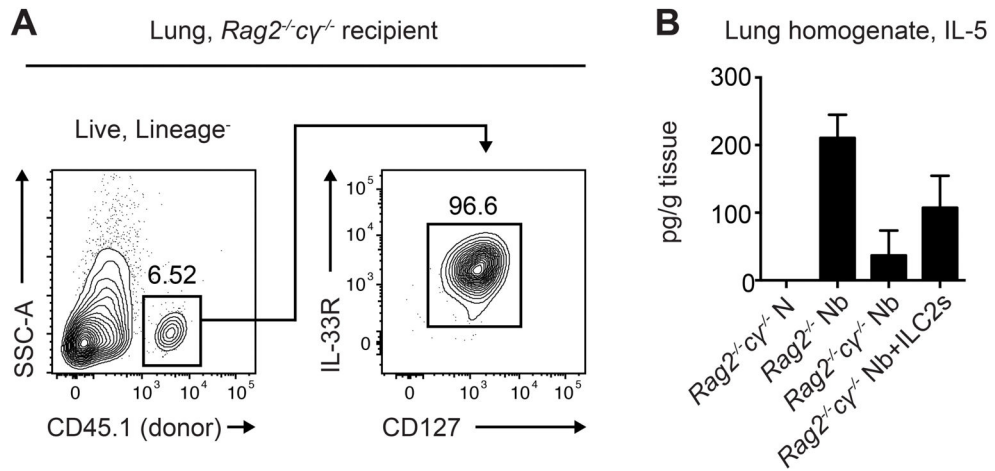 A
Lung, Rag2-/-cγ-/- recipient
Live, Lineage-
SSC-A
6.52
0 10³ 10⁴ 10⁵
CD45.1 (donor)
IL-33R
10⁵
10⁴
10³
0
96.6
0 10³ 10⁴ 10⁵
CD127
B
Lung homogenate, IL-5
pg/g tissue
300
200
100
0
Rag2-/-cγ-/- N
Rag2-/- Nb
Rag2-/-cγ-/- Nb
Rag2-/-cγ-/- Nb+ILC2s